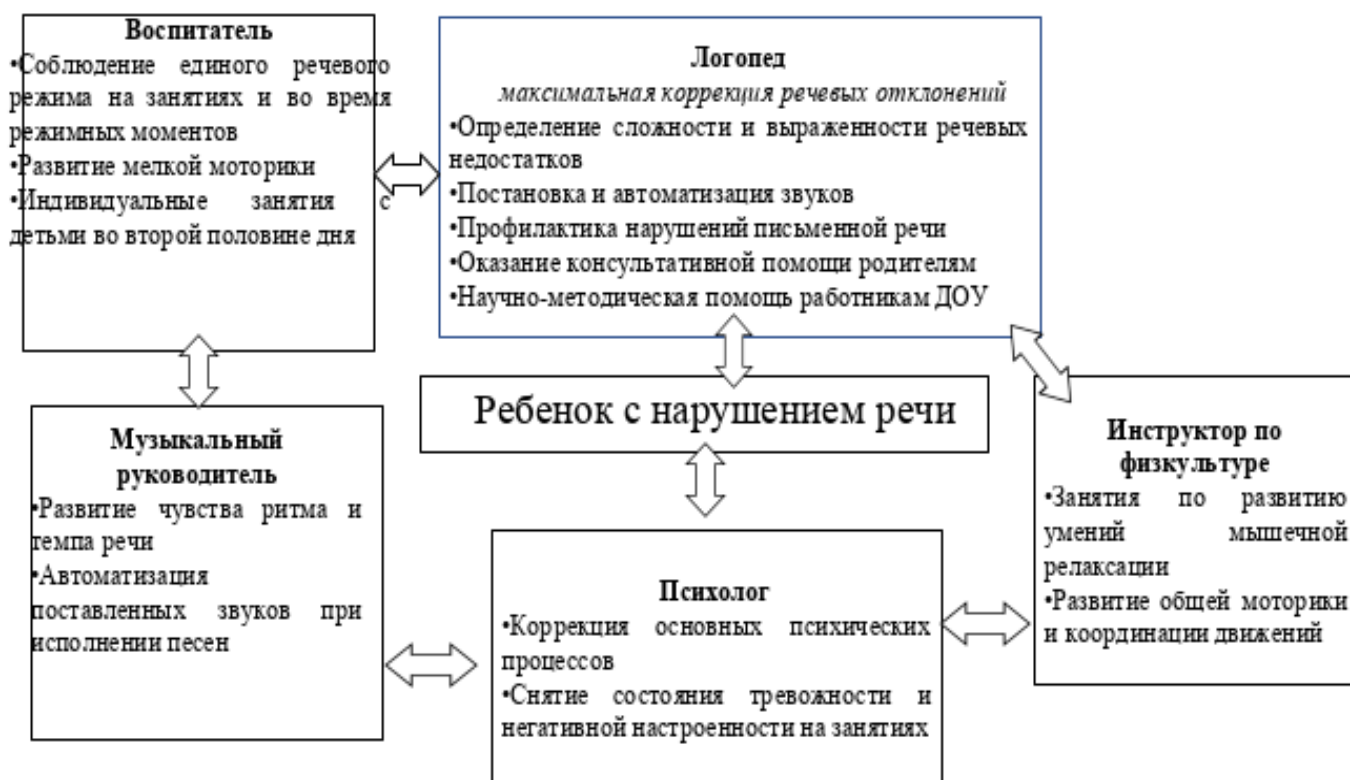 Воспитатель
•Соблюдение единого речевого
режима на занятиях и во время
режимных моментов
•Развитие мелкой моторики
•Индивидуальные занятия с
детьми во второй половине дня
Логопед
максимальная коррекция речевых отклонений
•Определение сложности и выраженности речевых
недостатков
•Постановка и автоматизация звуков
•Профилактика нарушений письменной речи
•Оказание консультативной помощи родителям
•Научно-методическая помощь работникам ДОУ
Ребенок с нарушением речи
Музыкальный
руководитель
•Развитие чувства ритма и
темпа речи
•Автоматизация
поставленных звуков при
исполнении песен
Психолог
•Коррекция основных психических
процессов
•Снятие состояния тревожности и
негативной настроенности на занятиях
Инструктор по
физкультуре
•Занятия по развитию
умений мышечной
релаксации
•Развитие общей моторики
и координации движений